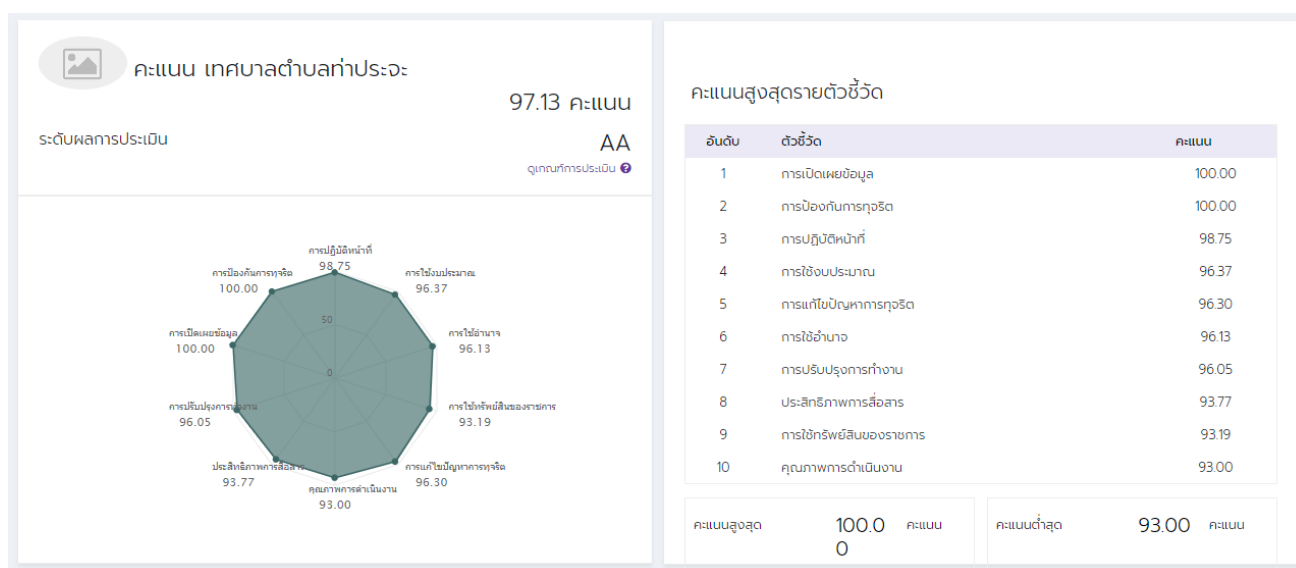 คะแนน เทศบาลตำบลท่าประจะ
97.13 คะแนน
ระดับผลการประเมิน
AA
ดูเกณฑ์การประเมิน
การปฏิบัติหน้าที่
98.75
การป้องกันการทุจริต
100.00
การใช้งบประมาณ
96.37
50
การเปิดเผยข้อมูล
100.00
การใช้อำนาจ
96.13
0
การปรับปรุงการทำงาน
96.05
การใช้ทรัพย์สินของราชการ
93.19
ประสิทธิภาพการสื่อสาร
93.77
การแก้ไขปัญหาการทุจริต
96.30
คุณภาพการดำเนินงาน
93.00
คะแนนสูงสุดรายตัวชี้วัด
อันดับ ตัวชี้วัด คะแนน
1 การเปิดเผยข้อมูล 100.00
2 การป้องกันการทุจริต 100.00
3 การปฏิบัติหน้าที่ 98.75
4 การใช้งบประมาณ 96.37
5 การแก้ไขปัญหาการทุจริต 96.30
6 การใช้อำนาจ 96.13
7 การปรับปรุงการทำงาน 96.05
8 ประสิทธิภาพการสื่อสาร 93.77
9 การใช้ทรัพย์สินของราชการ 93.19
10 คุณภาพการดำเนินงาน 93.00
คะแนนสูงสุด 100.0 คะแนน
0
คะแนนต่ำสุด 93.00 คะแนน